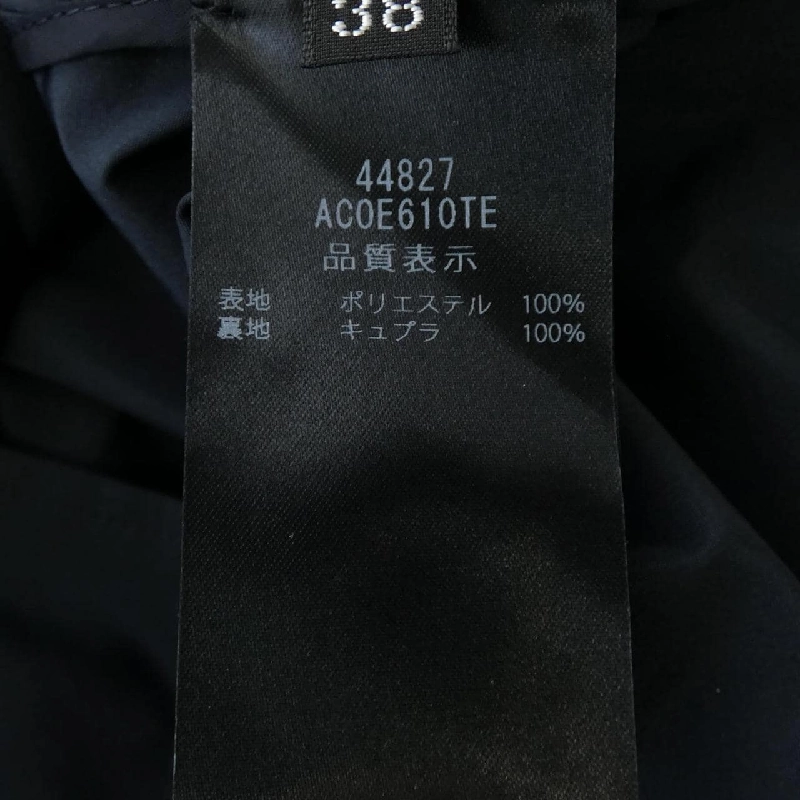 38
44827
ACOE610TE
品質表示
表地 ポリエステル 100%
裏地 キュプラ 100%